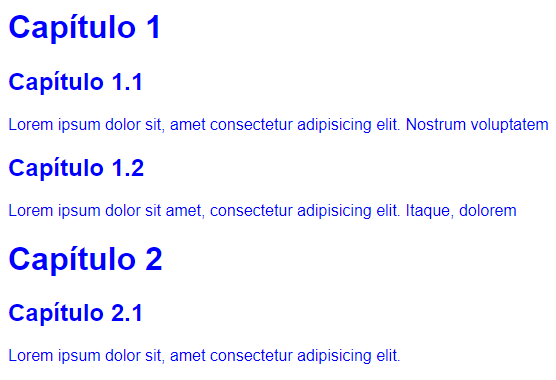 Capítulo 1
Capítulo 1.1
Lorem ipsum dolor sit, amet consectetur adipisicing elit. Nostrum voluptatem
Capítulo 1.2
Lorem ipsum dolor sit amet, consectetur adipisicing elit. Itaque, dolorem
Capítulo 2
Capítulo 2.1
Lorem ipsum dolor sit, amet consectetur adipisicing elit.